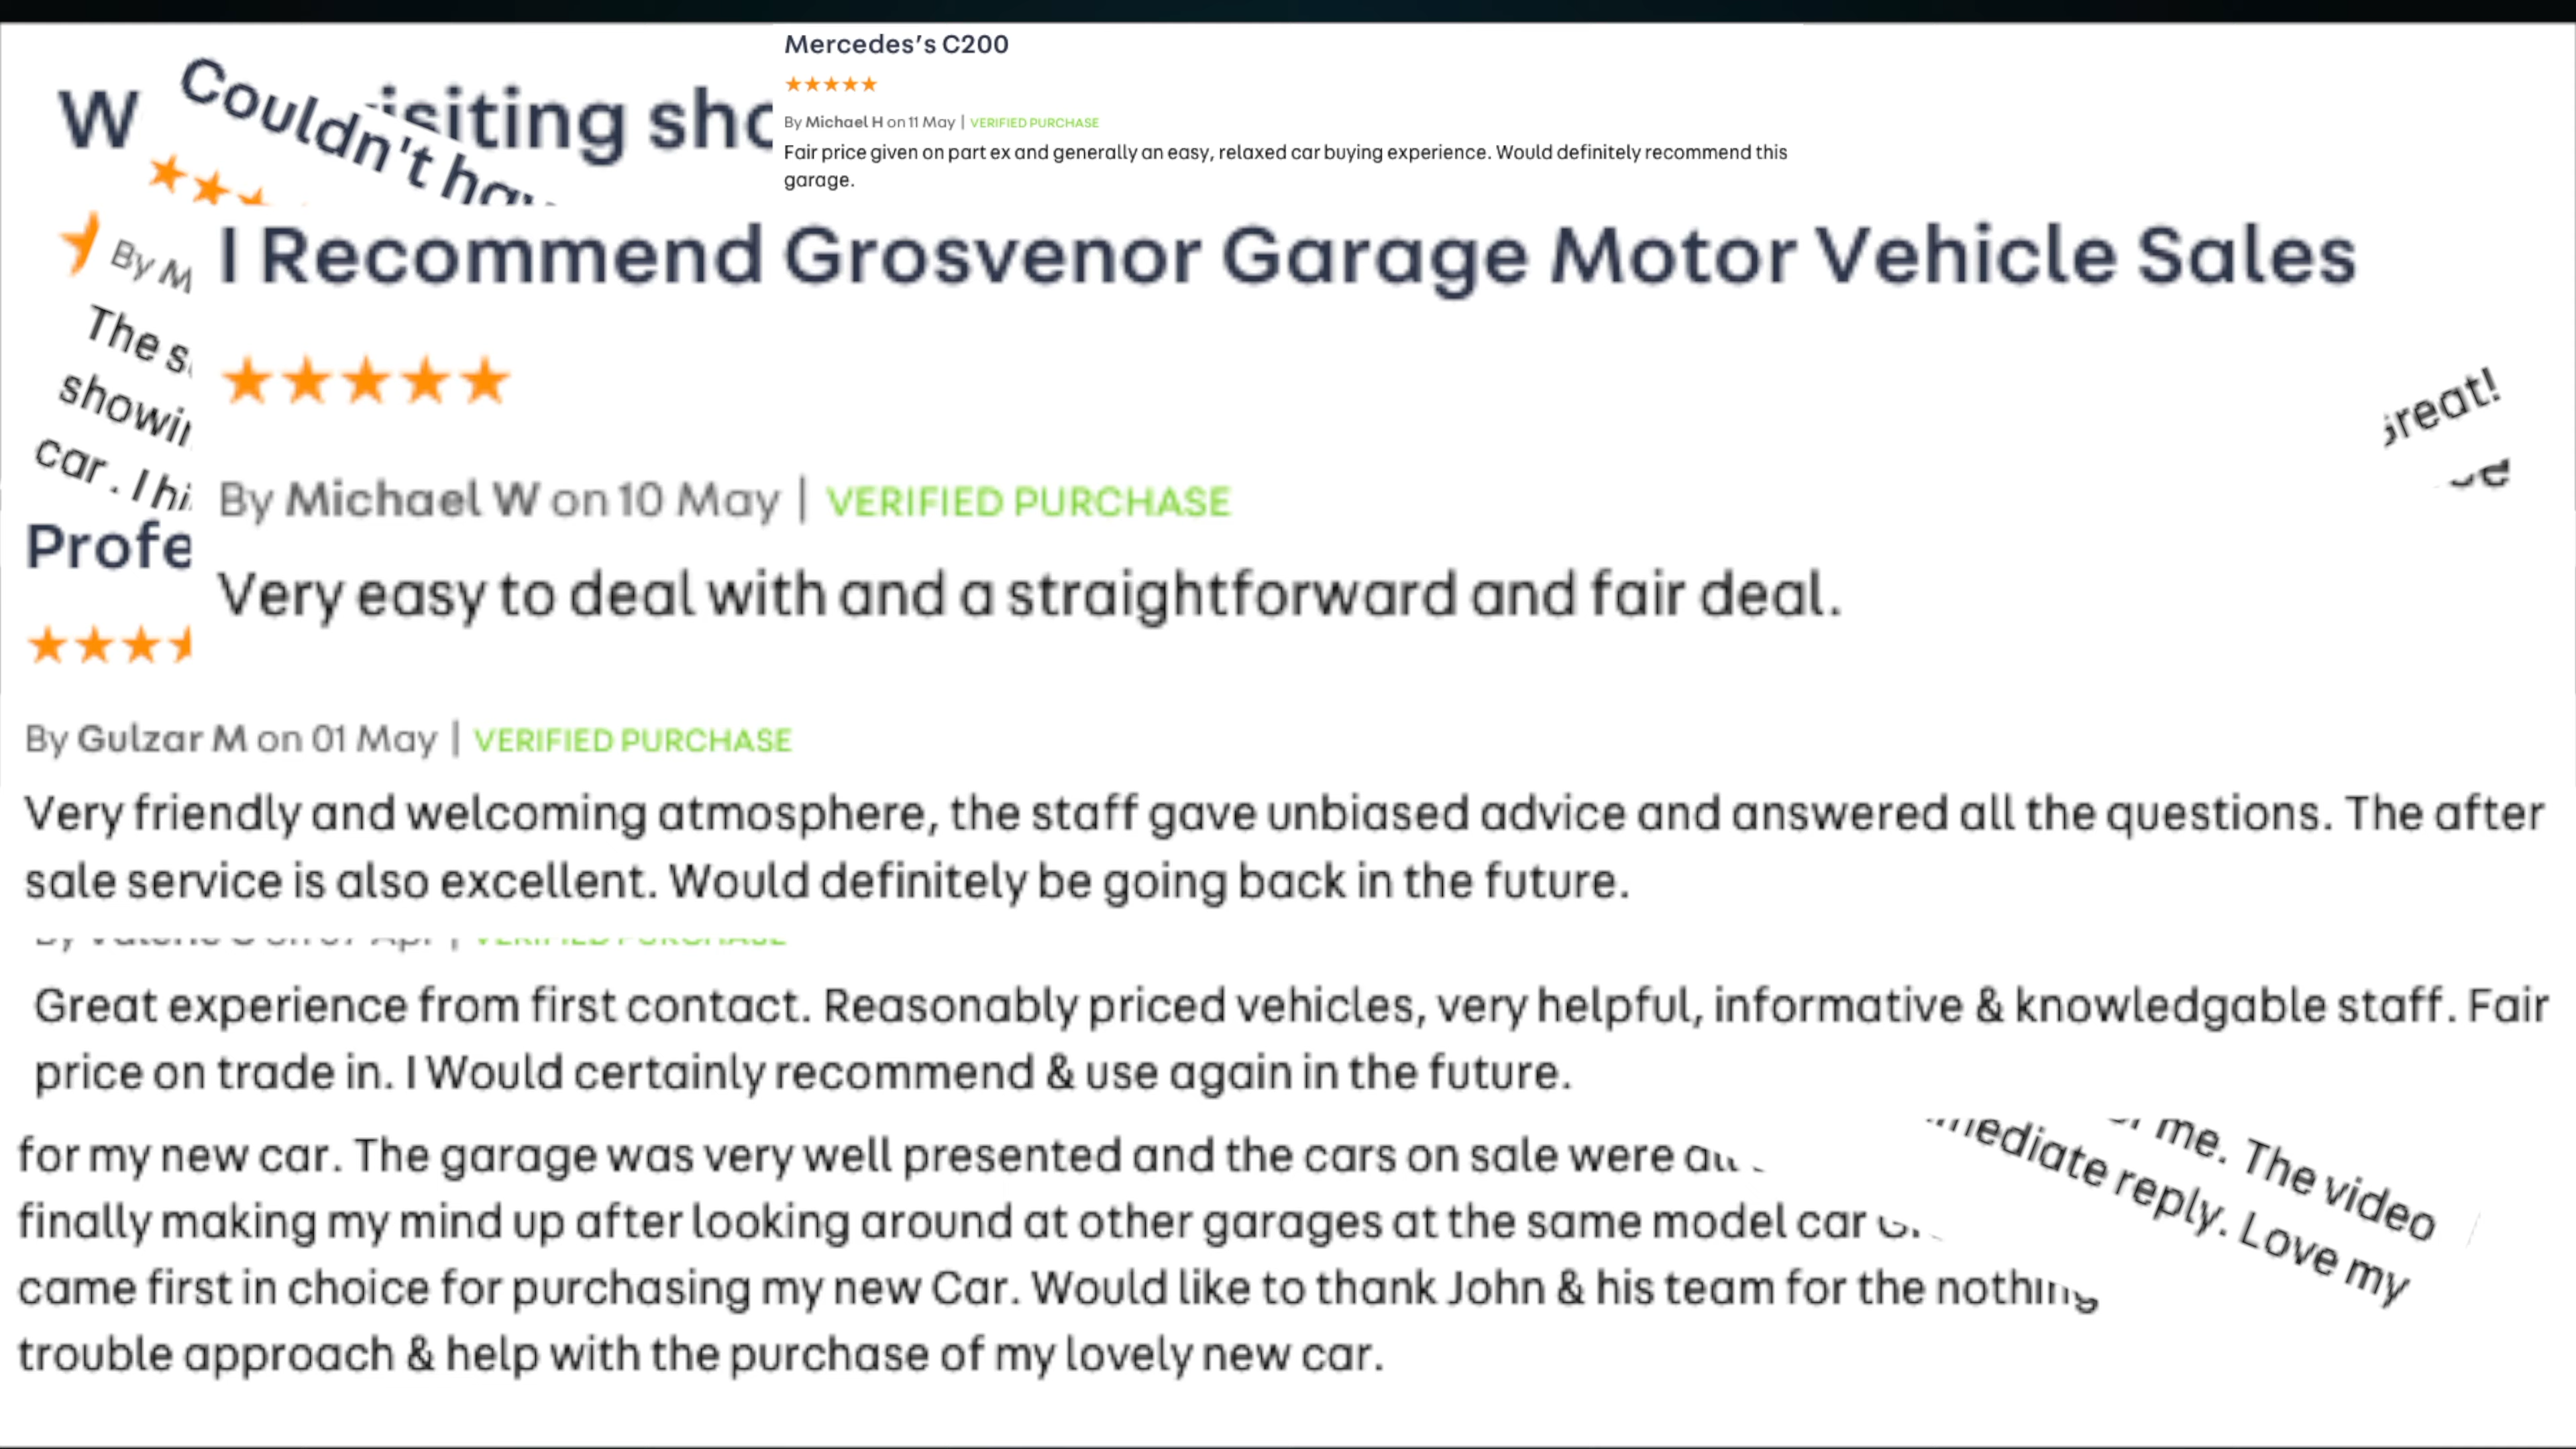 Mercedes's C200
By Michael H on 11 May | VERIFIED PURCHASE
Fair price given on part ex and generally an easy, relaxed car buying experience. Would definitely recommend this
garage.
W
Couldn't
I Recommend Grosvenor Garage Motor Vehicle Sales
By M
The
car. I
Great!
By Michael W on 10 May | VERIFIED PURCHASE
Very easy to deal with and a straightforward and fair deal.
Profe
By Gulzar M on 01 May | VERIFIED PURCHASE
Very friendly and welcoming atmosphere, the staff gave unbiased advice and answered all the questions. The after
sale service is also excellent. Would definitely be going back in the future.
Great experience from first contact. Reasonably priced vehicles, very helpful, informative & knowledgable staff. Fair
price on trade in. I Would certainly recommend & use again in the future.
me. The video
reply. Love my
for my new car. The garage was very well presented and the cars on sale were
finally making my mind up after looking around at other garages at the same model car
came first in choice for purchasing my new Car. Would like to thank John & his team for the nothing
trouble approach & help with the purchase of my lovely new car.